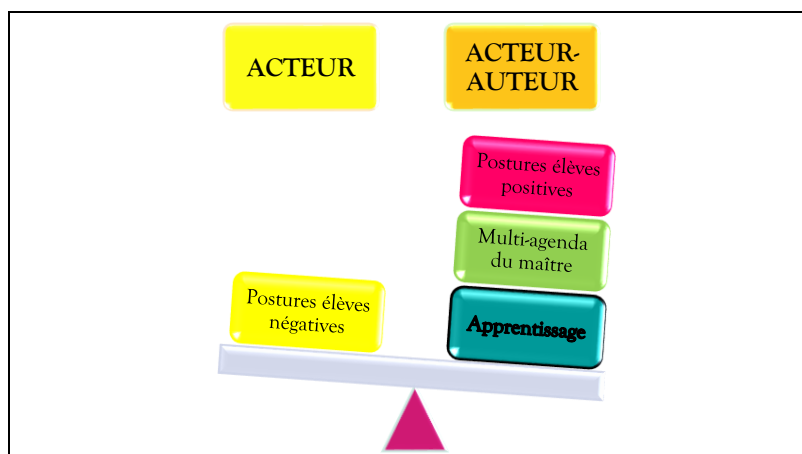 ACTEUR
ACTEUR-
AUTEUR
Postures élèves
positives
Multi-agenda
du maître
Postures élèves
négatives
Apprentissage